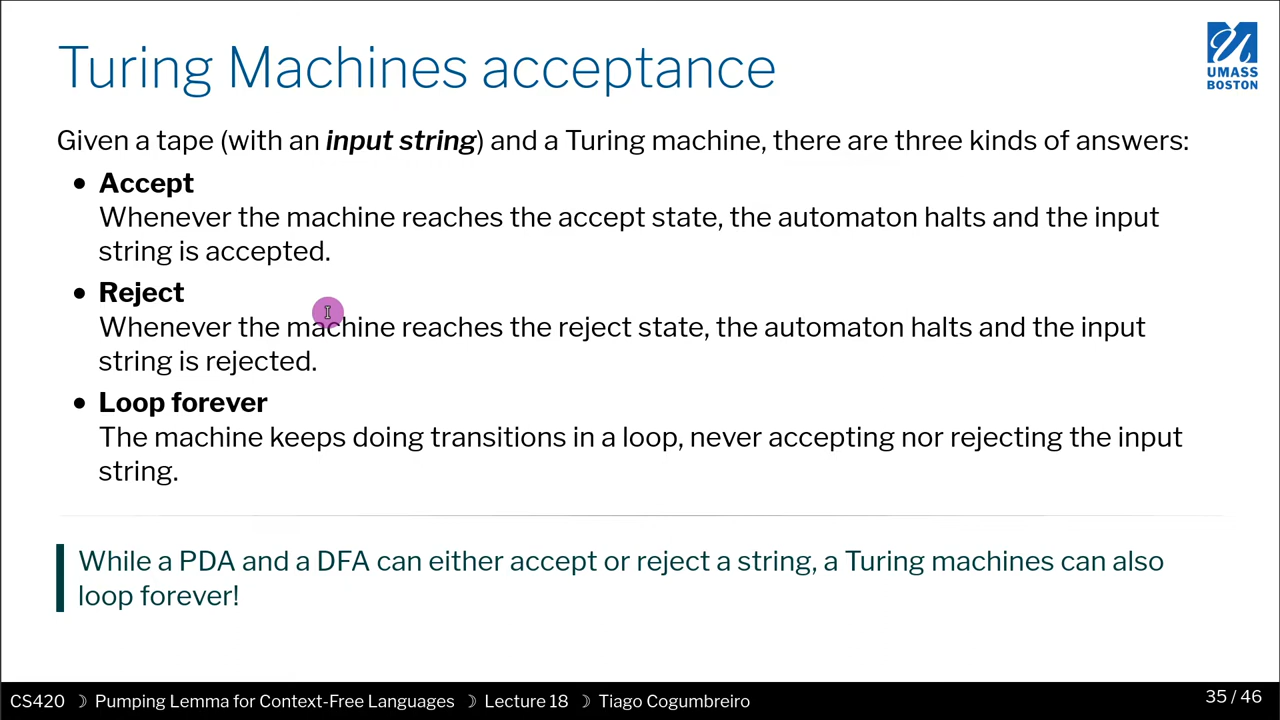 Turing Machines acceptance
UMASS
BOSTON
Given a tape (with an input string) and a Turing machine, there are three kinds of answers:
• Accept
Whenever the machine reaches the accept state, the automaton halts and the input
string is accepted.
• Reject
Whenever the machine reaches the reject state, the automaton halts and the input
string is rejected.
• Loop forever
The machine keeps doing transitions in a loop, never accepting nor rejecting the input
string.
While a PDA and a DFA can either accept or reject a string, a Turing machines can also
loop forever!
CS420 ☽ Pumping Lemma for Context-Free Languages ☽ Lecture 18 ☽ Tiago Cogumbreiro
35 / 46